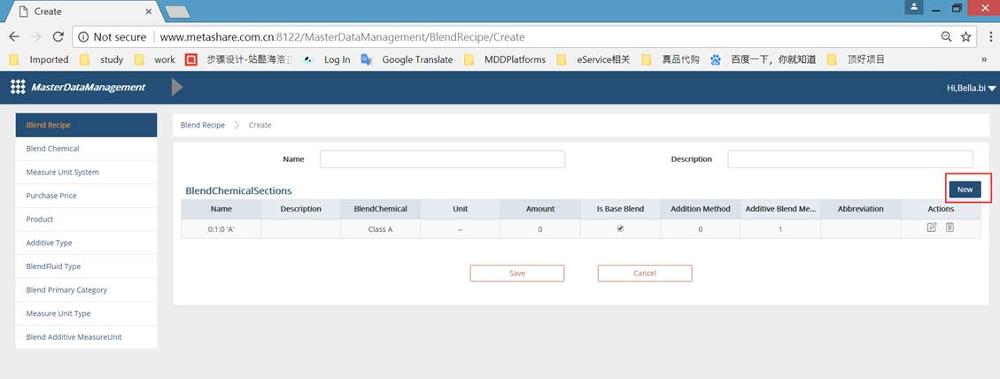 Create
Not secure www.metashare.com.cn:8122/MasterDataManagement/BlendRecipe/Create
Imported study work 步骤设计-站酷海洛正 Log In Google Translate MDDPlatforms eService相关 真品代购 百度一下，你就知道 顶好项目 »
MasterDataManagement Hi,Bella.bi
Blend Recipe
Blend Chemical
Measure Unit System
Purchase Price
Product
Additive Type
BlendFluid Type
Blend Primary Category
Measure Unit Type
Blend Additive MeasureUnit
Blend Recipe Create
Name Description
BlendChemicalSections New
Name Description BlendChemical Unit Amount Is Base Blend Addition Method Additive Blend Me... Abbreviation Actions
0:1:0 'A' Class A -- 0 0 1
Save Cancel